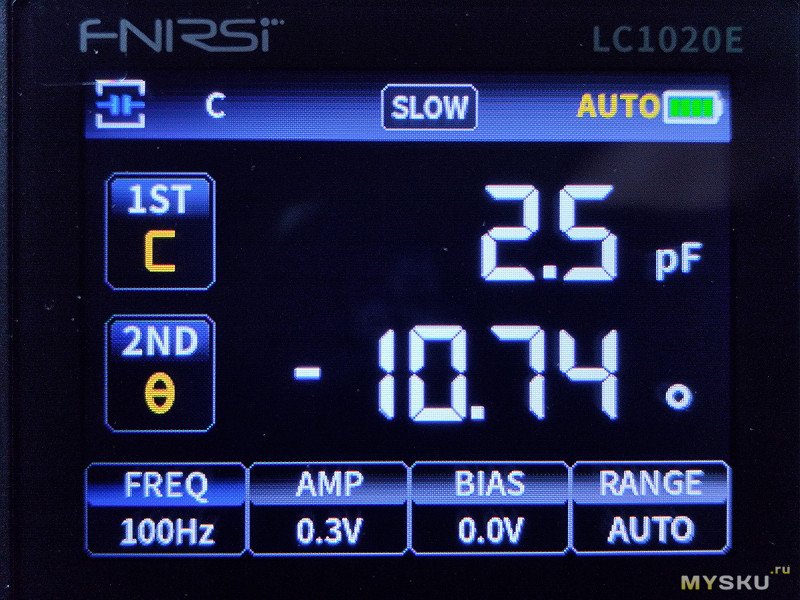 FNIRSI
LC1020E
C SLOW AUTO
1ST
C
2.5 pF
2ND
θ
-10.74 °
FREQ AMP BIAS RANGE
100Hz 0.3V 0.0V AUTO
MYSKU.ru